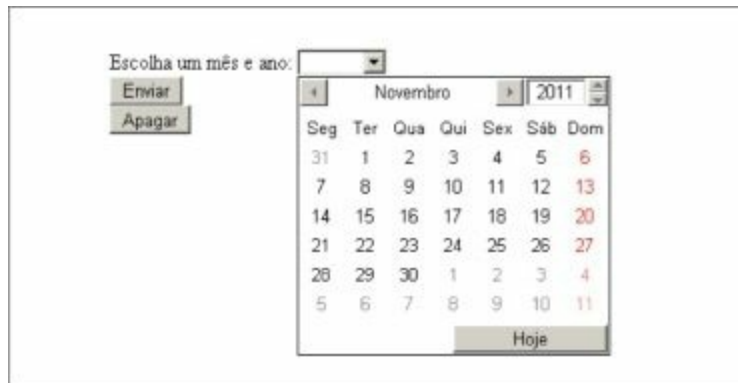 Escolha um mês e ano:
Enviar
Apagar
Novembro 2011
Seg Ter Qua Qui Sex Sáb Dom
31 1 2 3 4 5 6
7 8 9 10 11 12 13
14 15 16 17 18 19 20
21 22 23 24 25 26 27
28 29 30 1 2 3 4
5 6 7 8 9 10 11
Hoje